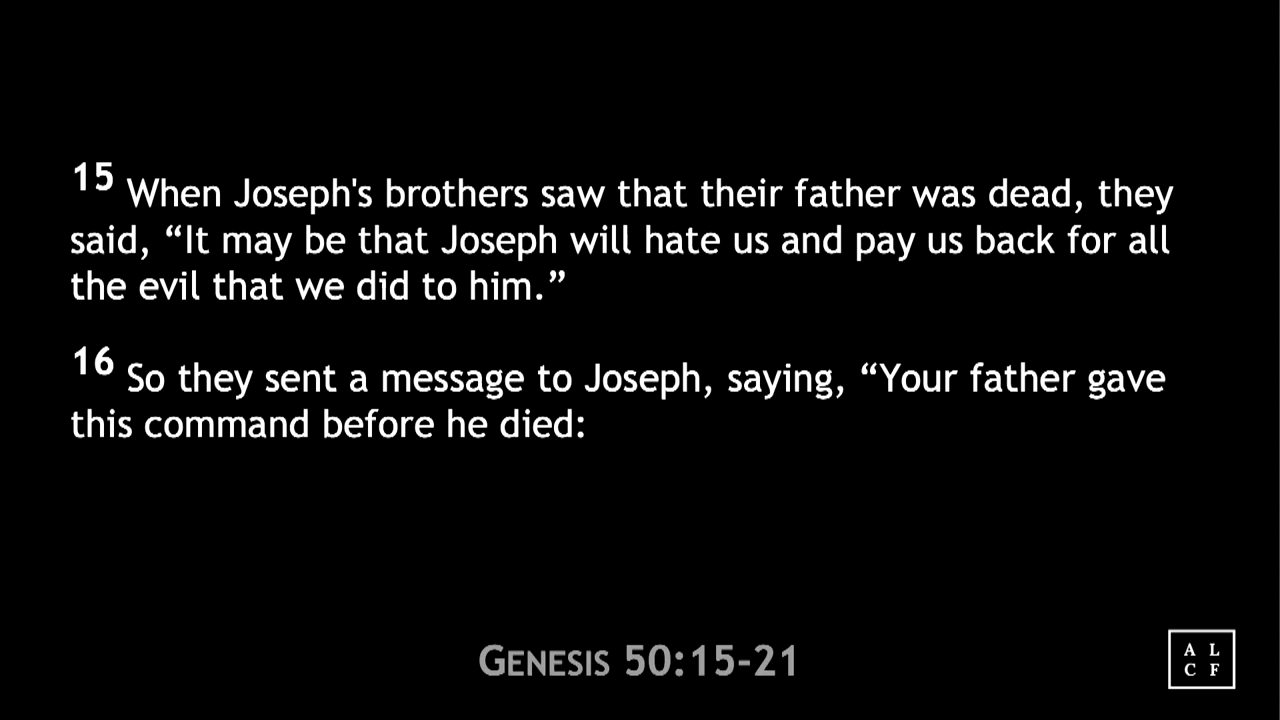 15 When Joseph's brothers saw that their father was dead, they
said, “It may be that Joseph will hate us and pay us back for all
the evil that we did to him.”
16 So they sent a message to Joseph, saying, “Your father gave
this command before he died:
GENESIS 50:15-21
A L
C F